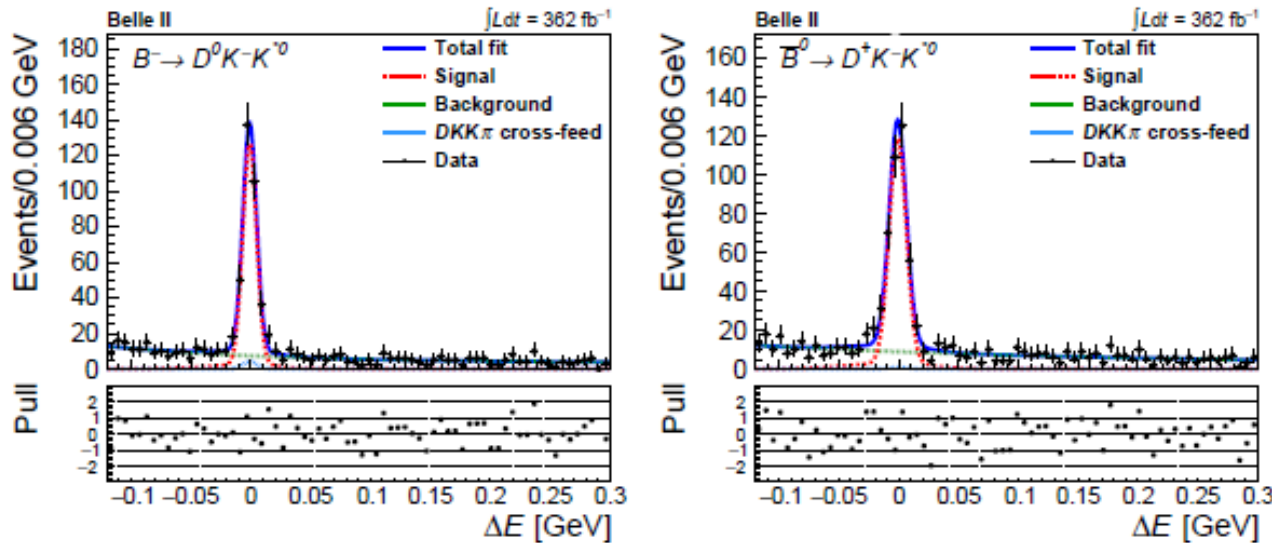 Belle II ∫Ldt = 362 fb⁻¹
B⁻→ D⁰K⁻K*⁰
Total fit
Signal
Background
DKKπ cross-feed
Data
Events/0.006 GeV
180
160
140
120
100
80
60
40
20
0
Pull
2
1
0
−1
−2
−0.1 −0.05 0 0.05 0.1 0.15 0.2 0.25 0.3
ΔE [GeV]
Belle II ∫Ldt = 362 fb⁻¹
B̅⁰→ D⁺K⁻K*⁰
Total fit
Signal
Background
DKKπ cross-feed
Data
Events/0.006 GeV
160
140
120
100
80
60
40
20
0
Pull
2
1
0
−1
−2
−0.1 −0.05 0 0.05 0.1 0.15 0.2 0.25 0.3
ΔE [GeV]